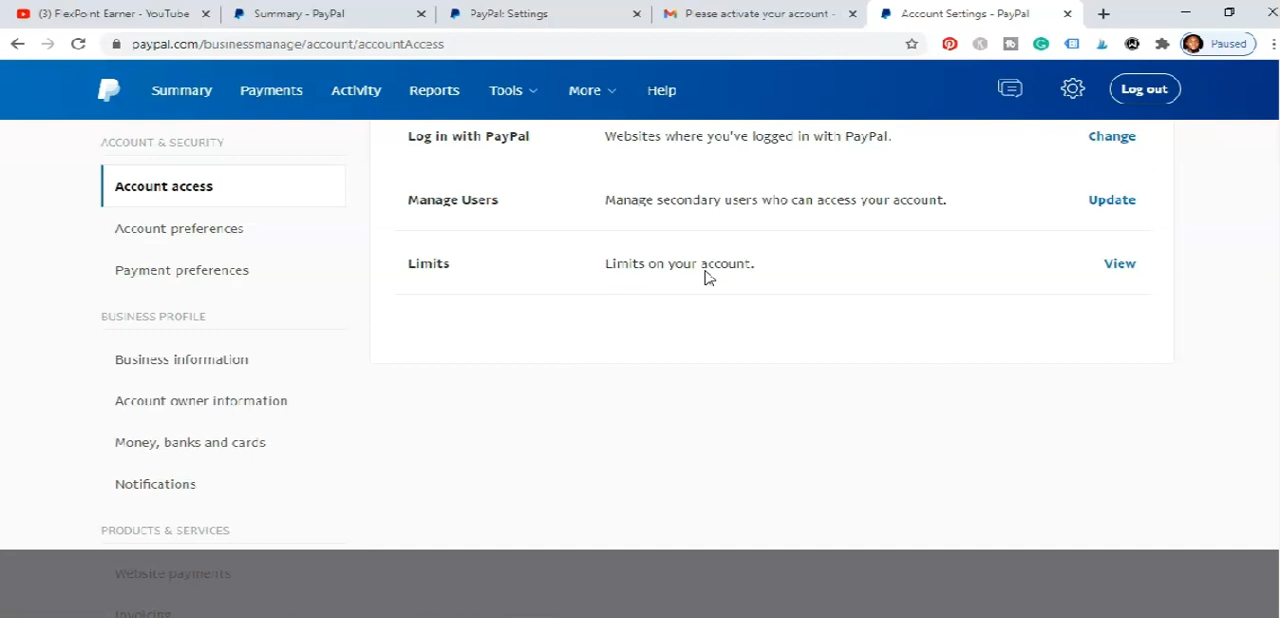 (3) FlexPoint Earner - YouTube
Summary - PayPal
PayPal: Settings
Please activate your account -
Account Settings - PayPal
paypal.com/businessmanage/account/accountAccess
Paused
Summary
Payments
Activity
Reports
Tools
More
Help
Log out
ACCOUNT & SECURITY
Account access
Account preferences
Payment preferences
BUSINESS PROFILE
Business information
Account owner information
Money, banks and cards
Notifications
PRODUCTS & SERVICES
Website payments
Invoicing
Log in with PayPal Websites where you've logged in with PayPal. Change
Manage Users Manage secondary users who can access your account. Update
Limits Limits on your account. View